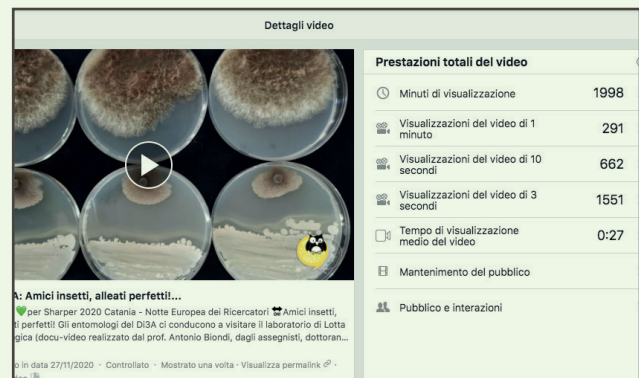 Dettagli video
A: Amici insetti, alleati perfetti!...
💚per Sharper 2020 Catania - Notte Europea dei Ricercatori 🎓Amici insetti,
ti perfetti! Gli entomologi del Di3A ci conducono a visitare il laboratorio di Lotta
gica (docu-video realizzato dal prof. Antonio Biondi, dagli assegnisti, dottoran...
o in data 27/11/2020 · Controllato · Mostrato una volta · Visualizza permalink ·
Prestazioni totali del video
Minuti di visualizzazione 1998
Visualizzazioni del video di 1
minuto 291
Visualizzazioni del video di 10
secondi 662
Visualizzazioni del video di 3
secondi 1551
Tempo di visualizzazione
medio del video 0:27
Mantenimento del pubblico
Pubblico e interazioni